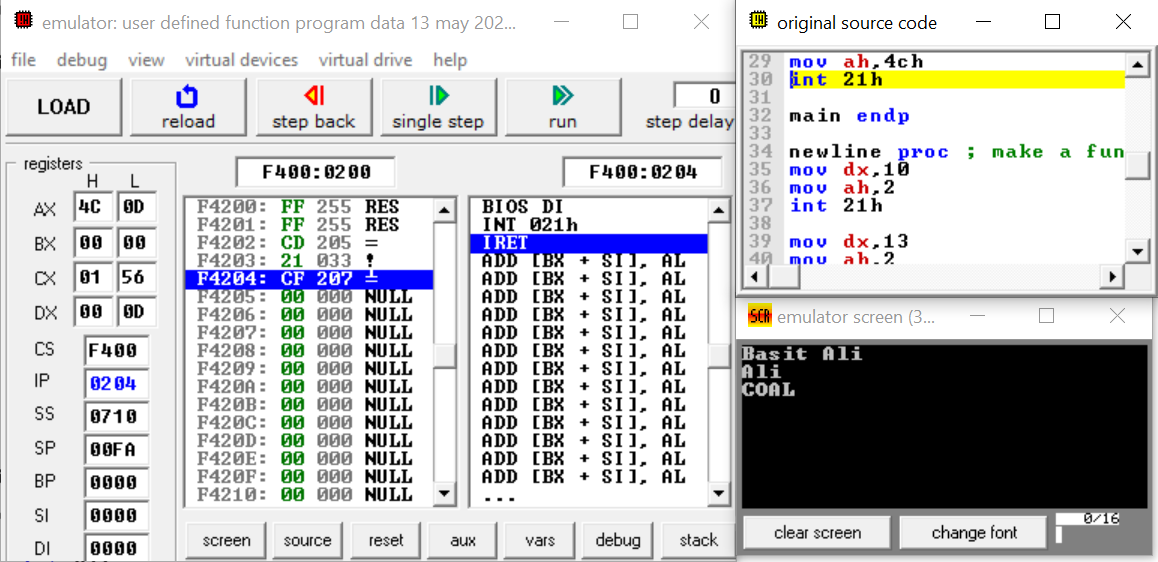 emulator: user defined function program data 13 may 202...
file debug view virtual devices virtual drive help
LOAD
reload
step back
single step
run
0
step delay
registers
H L
AX 4C 0D
BX 00 00
CX 01 56
DX 00 0D
CS F400
IP 0204
SS 0710
SP 00FA
BP 0000
SI 0000
DI 0000
F400:0200
F4200: FF 255 RES
F4201: FF 255 RES
F4202: CD 205 =
F4203: 21 033 !
F4204: CF 207 ╧
F4205: 00 000 NULL
F4206: 00 000 NULL
F4207: 00 000 NULL
F4208: 00 000 NULL
F4209: 00 000 NULL
F420A: 00 000 NULL
F420B: 00 000 NULL
F420C: 00 000 NULL
F420D: 00 000 NULL
F420E: 00 000 NULL
F420F: 00 000 NULL
F4210: 00 000 NULL
F400:0204
BIOS DI
INT 021h
IRET
ADD [BX + SI], AL
ADD [BX + SI], AL
ADD [BX + SI], AL
ADD [BX + SI], AL
ADD [BX + SI], AL
ADD [BX + SI], AL
ADD [BX + SI], AL
ADD [BX + SI], AL
ADD [BX + SI], AL
ADD [BX + SI], AL
ADD [BX + SI], AL
ADD [BX + SI], AL
ADD [BX + SI], AL
...
screen source reset aux vars debug stack
original source code
29 mov ah,4ch
30 int 21h
31
32 main endp
33
34 newline proc ; make a fun
35 mov dx,10
36 mov ah,2
37 int 21h
38
39 mov dx,13
40 mov ah,2
SCR emulator screen (3...
Basit Ali
Ali
COAL
clear screen
change font
0/16